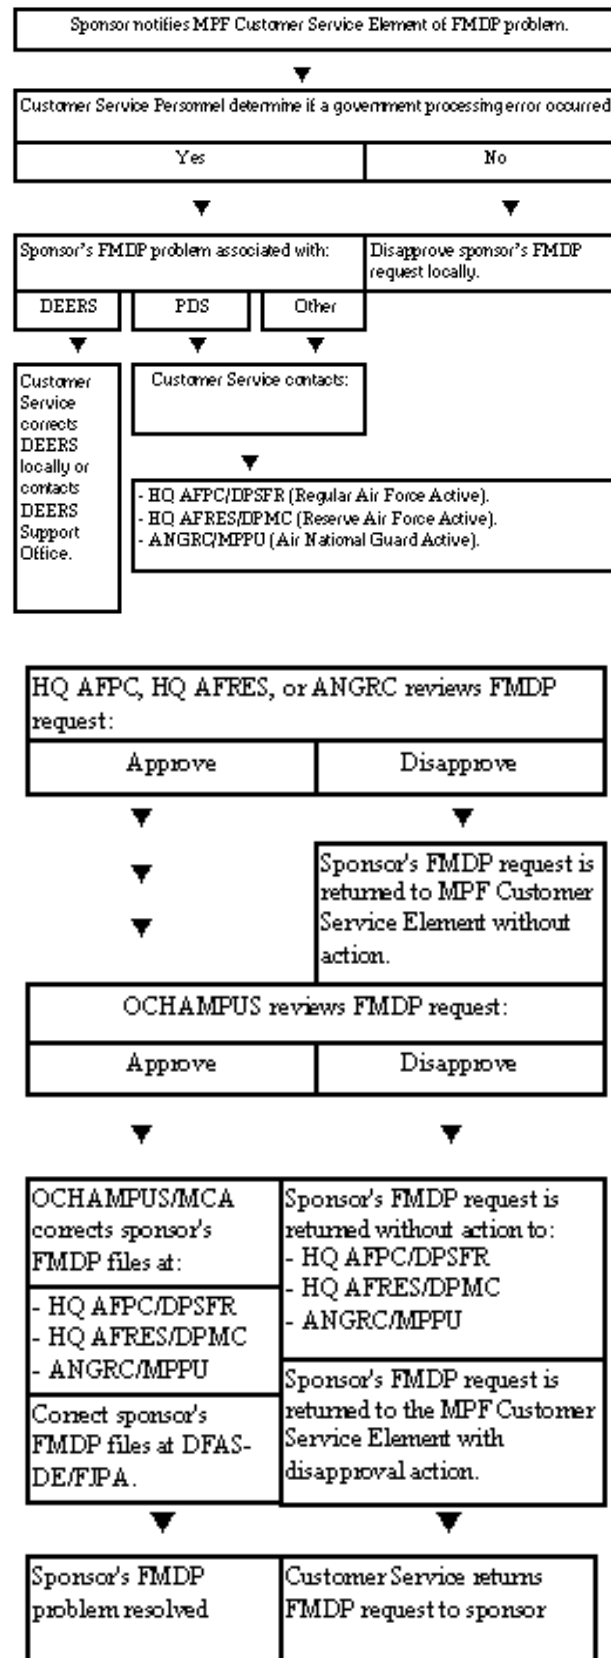 Sponsor notifies MPF Customer Service Element of FMDP problem.
Customer Service Personnel determine if a government processing error occurred
Yes
No
Sponsor's FMDP problem associated with:
Disapprove sponsor's FMDP
request locally.
DEERS
PDS
Other
Customer
Service
corrects
DEERS
locally or
contacts
DEERS
Support
Office.
Customer Service contacts:
- HQ AFPC/DPSFR (Regular Air Force Active).
- HQ AFRES/DPMC (Reserve Air Force Active).
- ANGRC/MPPU (Air National Guard Active).
HQ AFPC, HQ AFRES, or ANGRC reviews FMDP
request:
Approve
Disapprove
Sponsor's FMDP request is
returned to MPF Customer
Service Element without
action.
OCHAMPUS reviews FMDP request:
Approve
Disapprove
OCHAMPUS/MCA
corrects sponsor's
FMDP files at:
- HQ AFPC/DPSFR
- HQ AFRES/DPMC
- ANGRC/MPPU
Correct sponsor's
FMDP files at DFAS-
DE/FJPA.
Sponsor's FMDP request is
returned without action to:
- HQ AFPC/DPSFR
- HQ AFRES/DPMC
- ANGRC/MPPU
Sponsor's FMDP request is
returned to the MPF Customer
Service Element with
disapproval action.
Sponsor's FMDP
problem resolved
Customer Service returns
FMDP request to sponsor